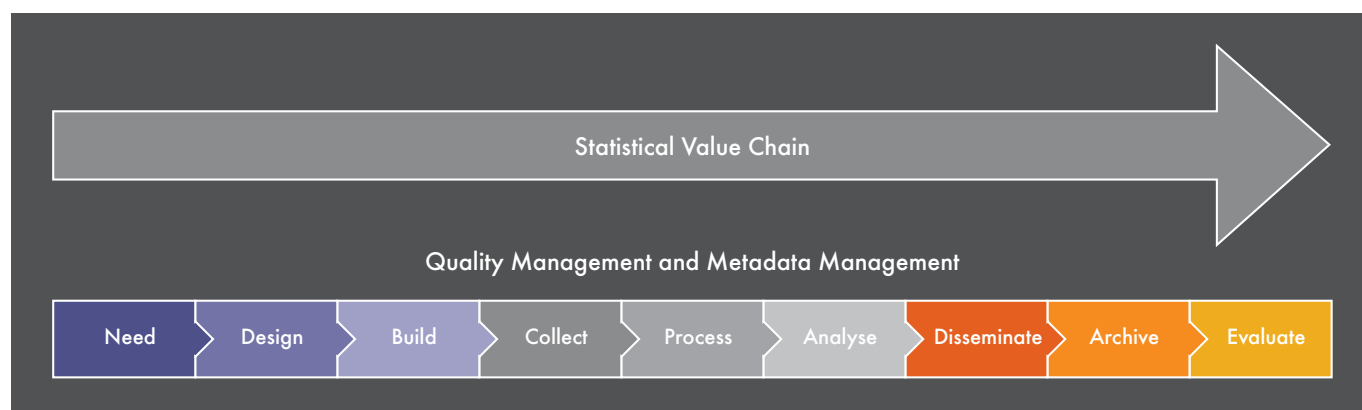 Statistical Value Chain
Quality Management and Metadata Management
Need Design Build Collect Process Analyse Disseminate Archive Evaluate